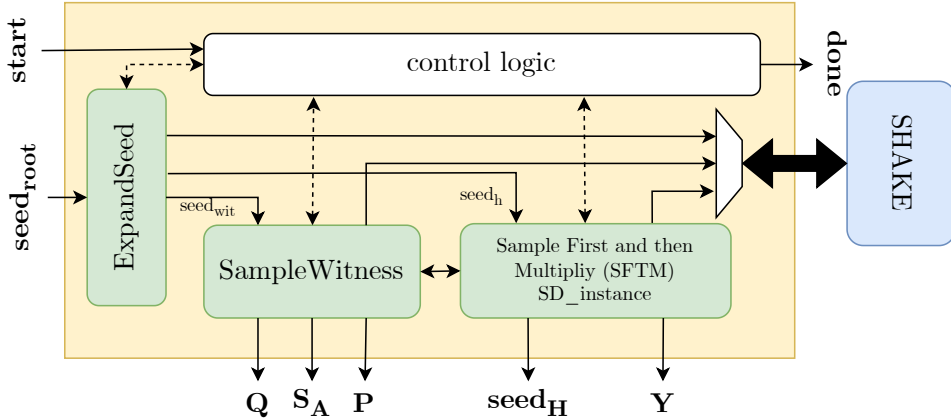 start
control logic
done
SHAKE
seed_root
ExpandSeed
seed_wit
seed_h
SampleWitness
Sample First and then
Multipliy (SFTM)
SD_instance
Q
S_A
P
seed_H
Y